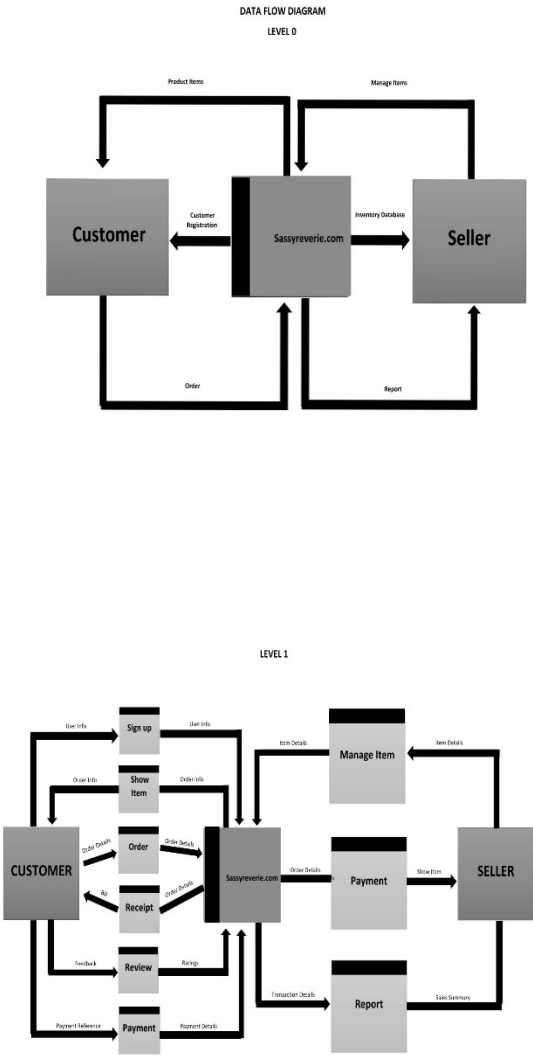 DATA FLOW DIAGRAM
LEVEL 0
Product Items
Manage Items
Customer
Customer
Registration
Sassyreverie.com
Inventory Database
Seller
Order
Report
LEVEL 1
User info
Sign up
User info
Item Details
Manage Item
Item Details
Order Info
Show
Item
Order Info
Order Details
Order
Order Details
CUSTOMER
Sassyreverie.com
Order Details
Payment
Show Item
SELLER
Receipt
Order Details
Feedback
Review
Ratings
Transaction Details
Report
Sales Summary
Payment Reference
Payment
Payment Details